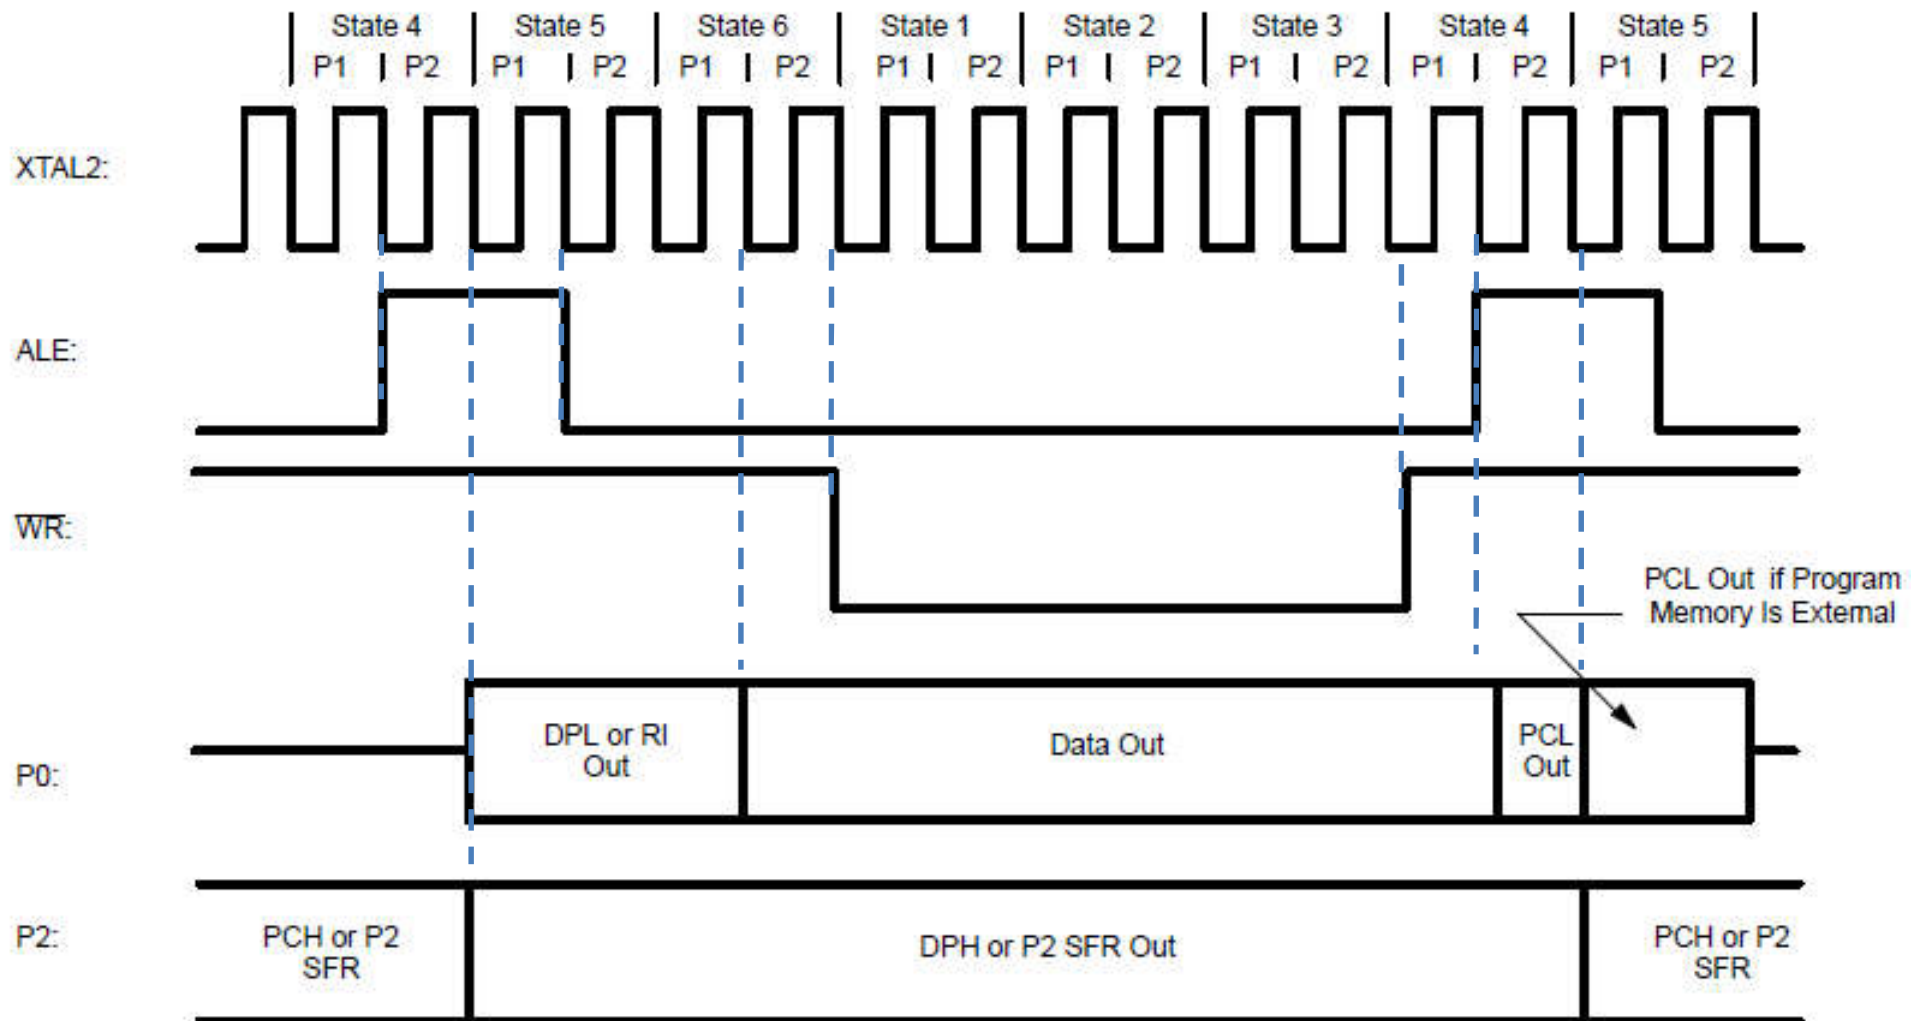 State 4 State 5 State 6 State 1 State 2 State 3 State 4 State 5
P1 P2 P1 P2 P1 P2 P1 P2 P1 P2 P1 P2 P1 P2 P1 P2
XTAL2:
ALE:
WR:
PCL Out if Program
Memory Is External
P0:
DPL or RI
Out
Data Out
PCL
Out
P2:
PCH or P2
SFR
DPH or P2 SFR Out
PCH or P2
SFR